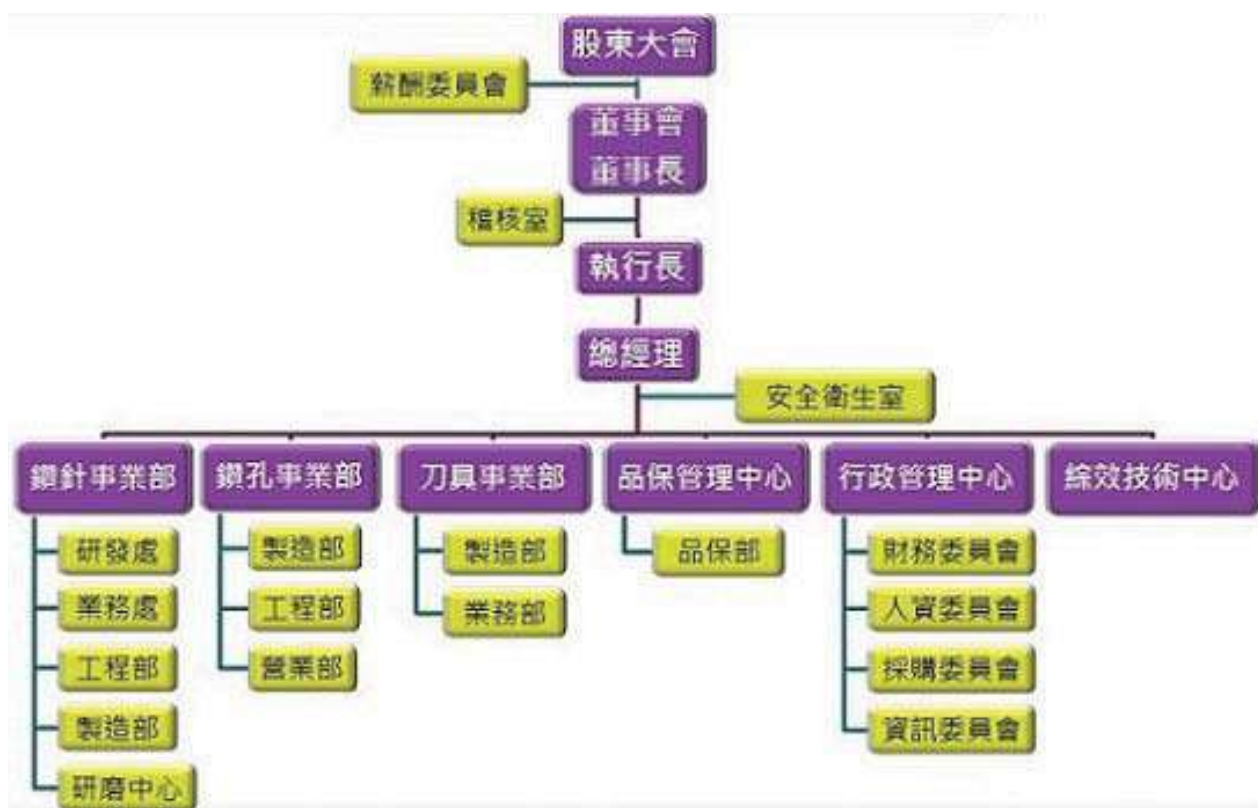 股東大會
薪酬委員會
董事會
董事長
稽核室
執行長
總經理
安全衛生室
鑽針事業部
鑽孔事業部
刀具事業部
品保管理中心
行政管理中心
綜效技術中心
研發處
業務處
工程部
製造部
研磨中心
製造部
工程部
營業部
製造部
業務部
品保部
財務委員會
人資委員會
採購委員會
資訊委員會